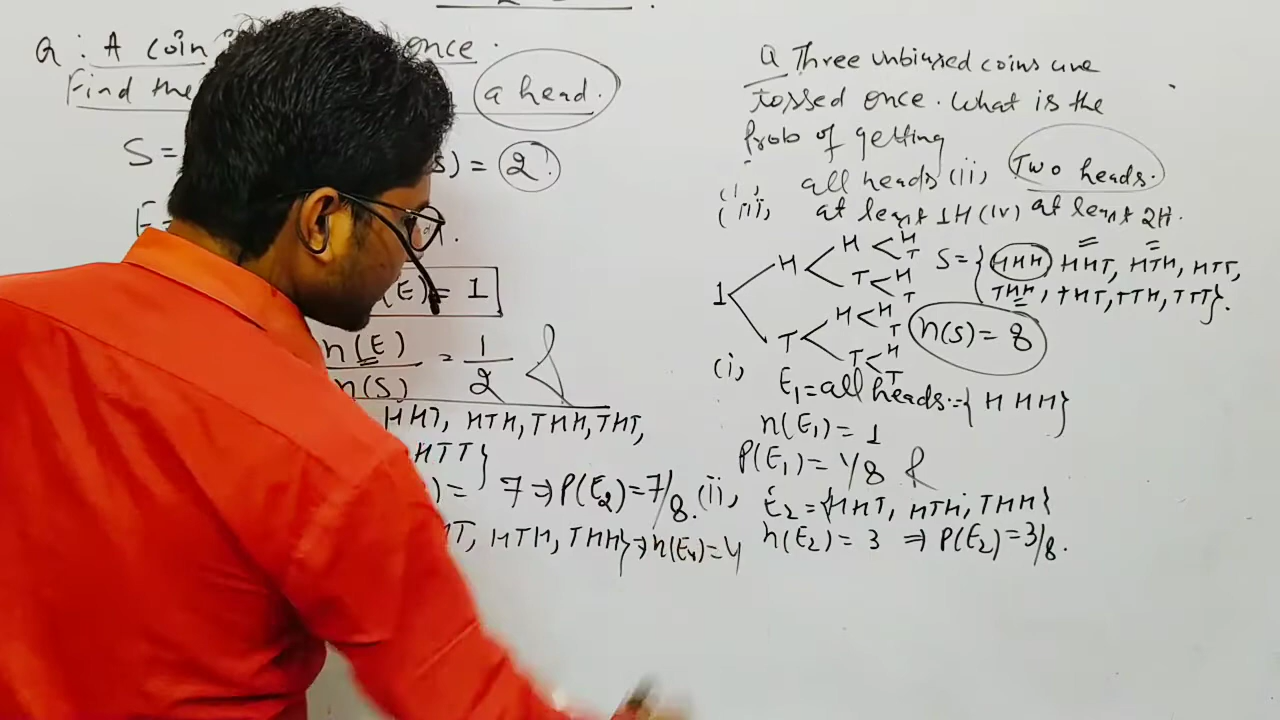 Q : A coin once.
Find the a head.
S = s) = 2
(E) = 1
n(E)/n(S) = 1/2
HHT, HTH, THH, THT,
HTT}
) = 7 ⇒ P(E2) = 7/8.
HT, HTH, THH} ⇒ n(E4) = 4
Q Three unbiased coins are
tossed once. What is the
Prob of getting
(i, all heads (ii, Two heads.
(iii, at least 1H (iv) at least 2H.
1 H T
H T H T
H T H T H T H T
S = {HHH, HHT, HTH, HTT,
THH, THT, TTH, TTT}.
n(S) = 8
(i, E1 = all heads = {HHH}
n(E1) = 1
P(E1) = 1/8
(ii, E2 = {HHT, HTH, THH}
n(E2) = 3 ⇒ P(E2) = 3/8.